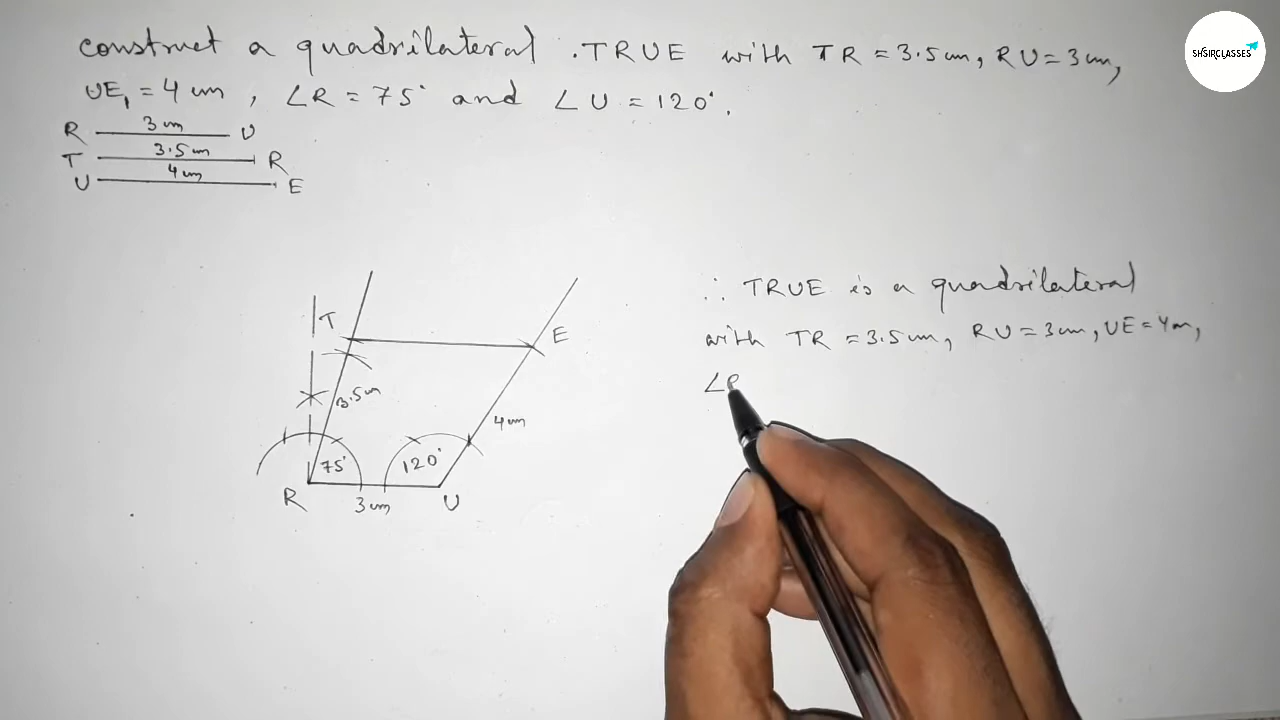 construct a quadrilateral .TRUE with TR = 3.5 cm, RU = 3 cm,
UE, = 4 cm, ∠R = 75° and ∠U = 120°.
R 3 cm U
T 3.5 cm R
U 4 cm E
SHSIRCLASSES
∴ TRUE is a quadrilateral
with TR = 3.5 cm, RU = 3 cm, UE = 4 m,
∠R
T E
3.5 cm
4 cm
75° 120°
R 3 cm U